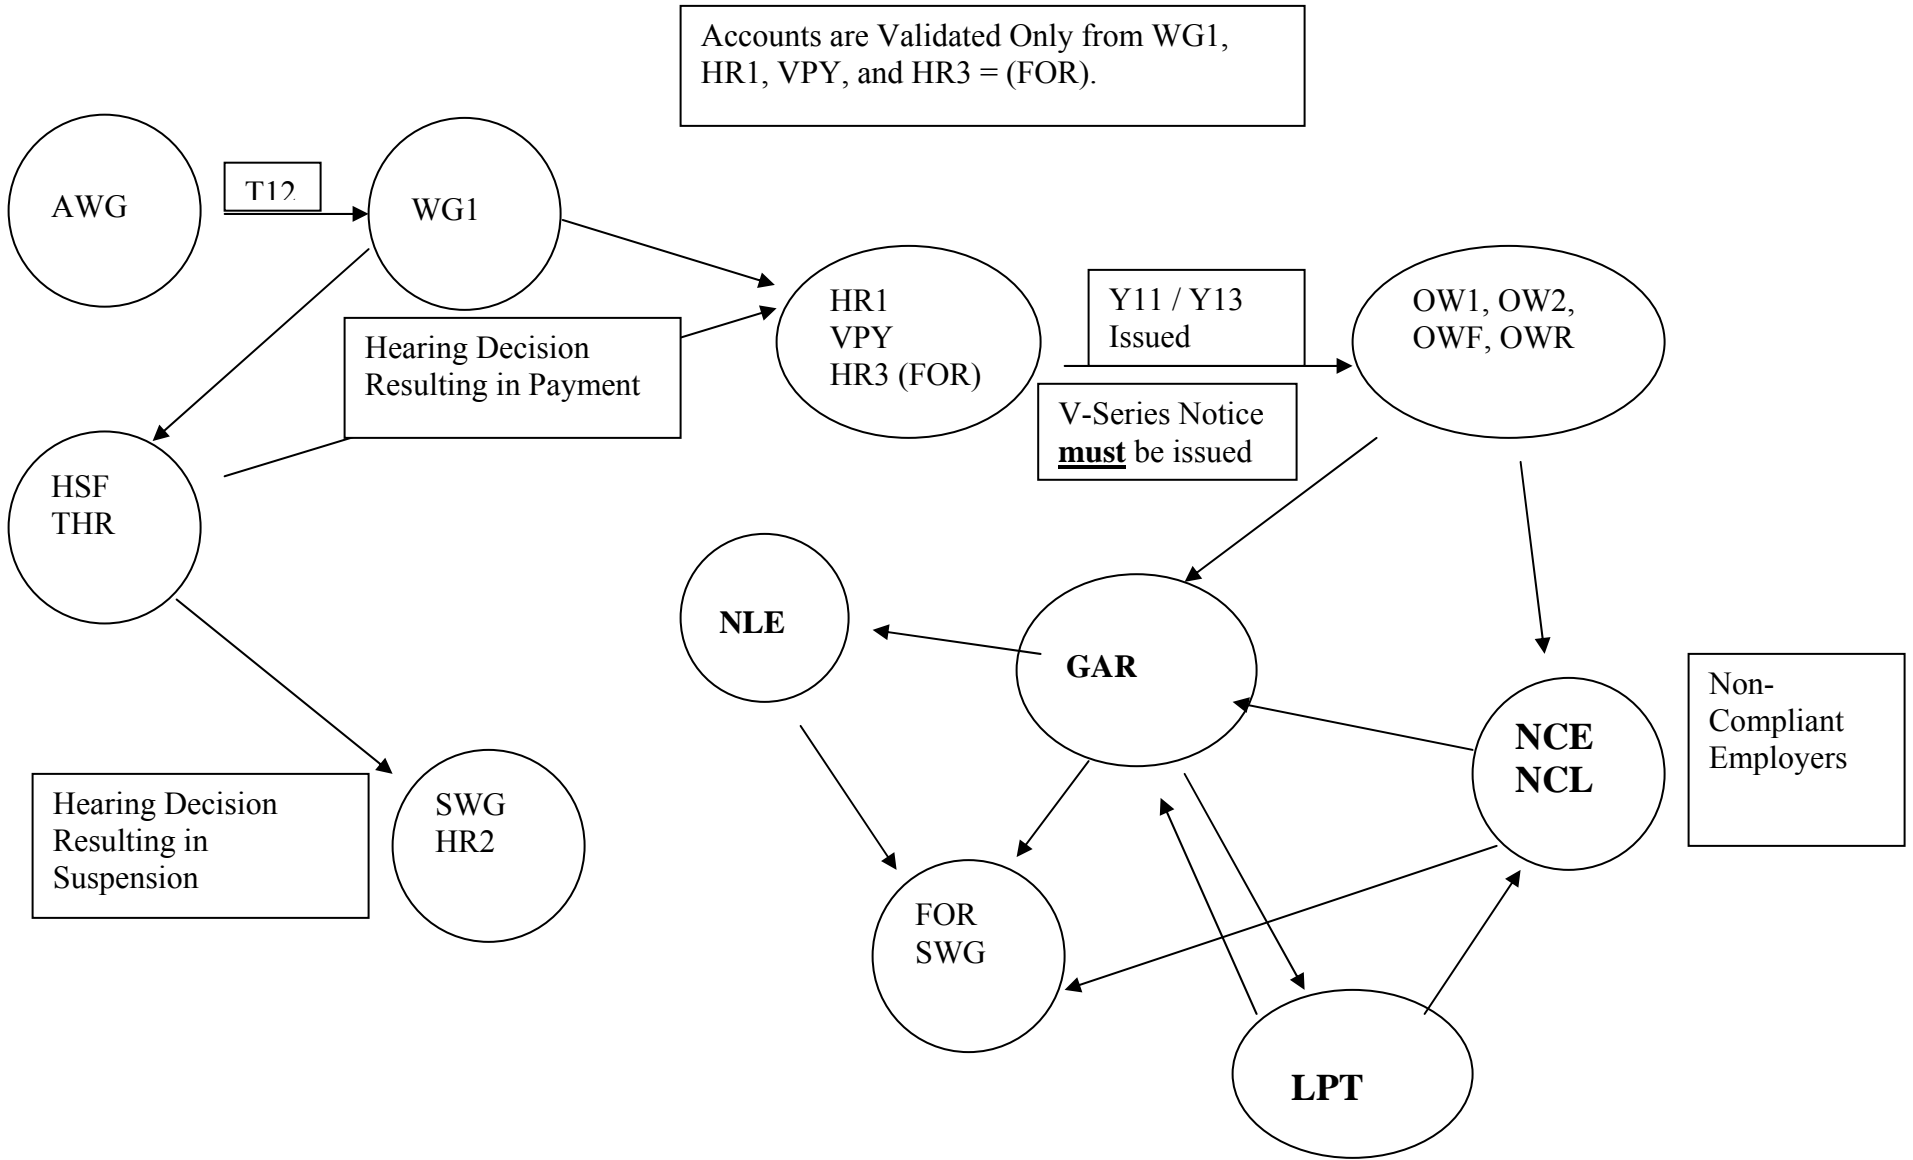 Accounts are Validated Only from WG1,
HR1, VPY, and HR3 = (FOR).
AWG
T12
WG1
HR1
VPY
HR3 (FOR)
Y11 / Y13
Issued
OW1, OW2,
OWF, OWR
Hearing Decision
Resulting in Payment
V-Series Notice
must be issued
HSF
THR
NLE
GAR
Non-
Compliant
Employers
NCE
NCL
Hearing Decision
Resulting in
Suspension
SWG
HR2
FOR
SWG
LPT